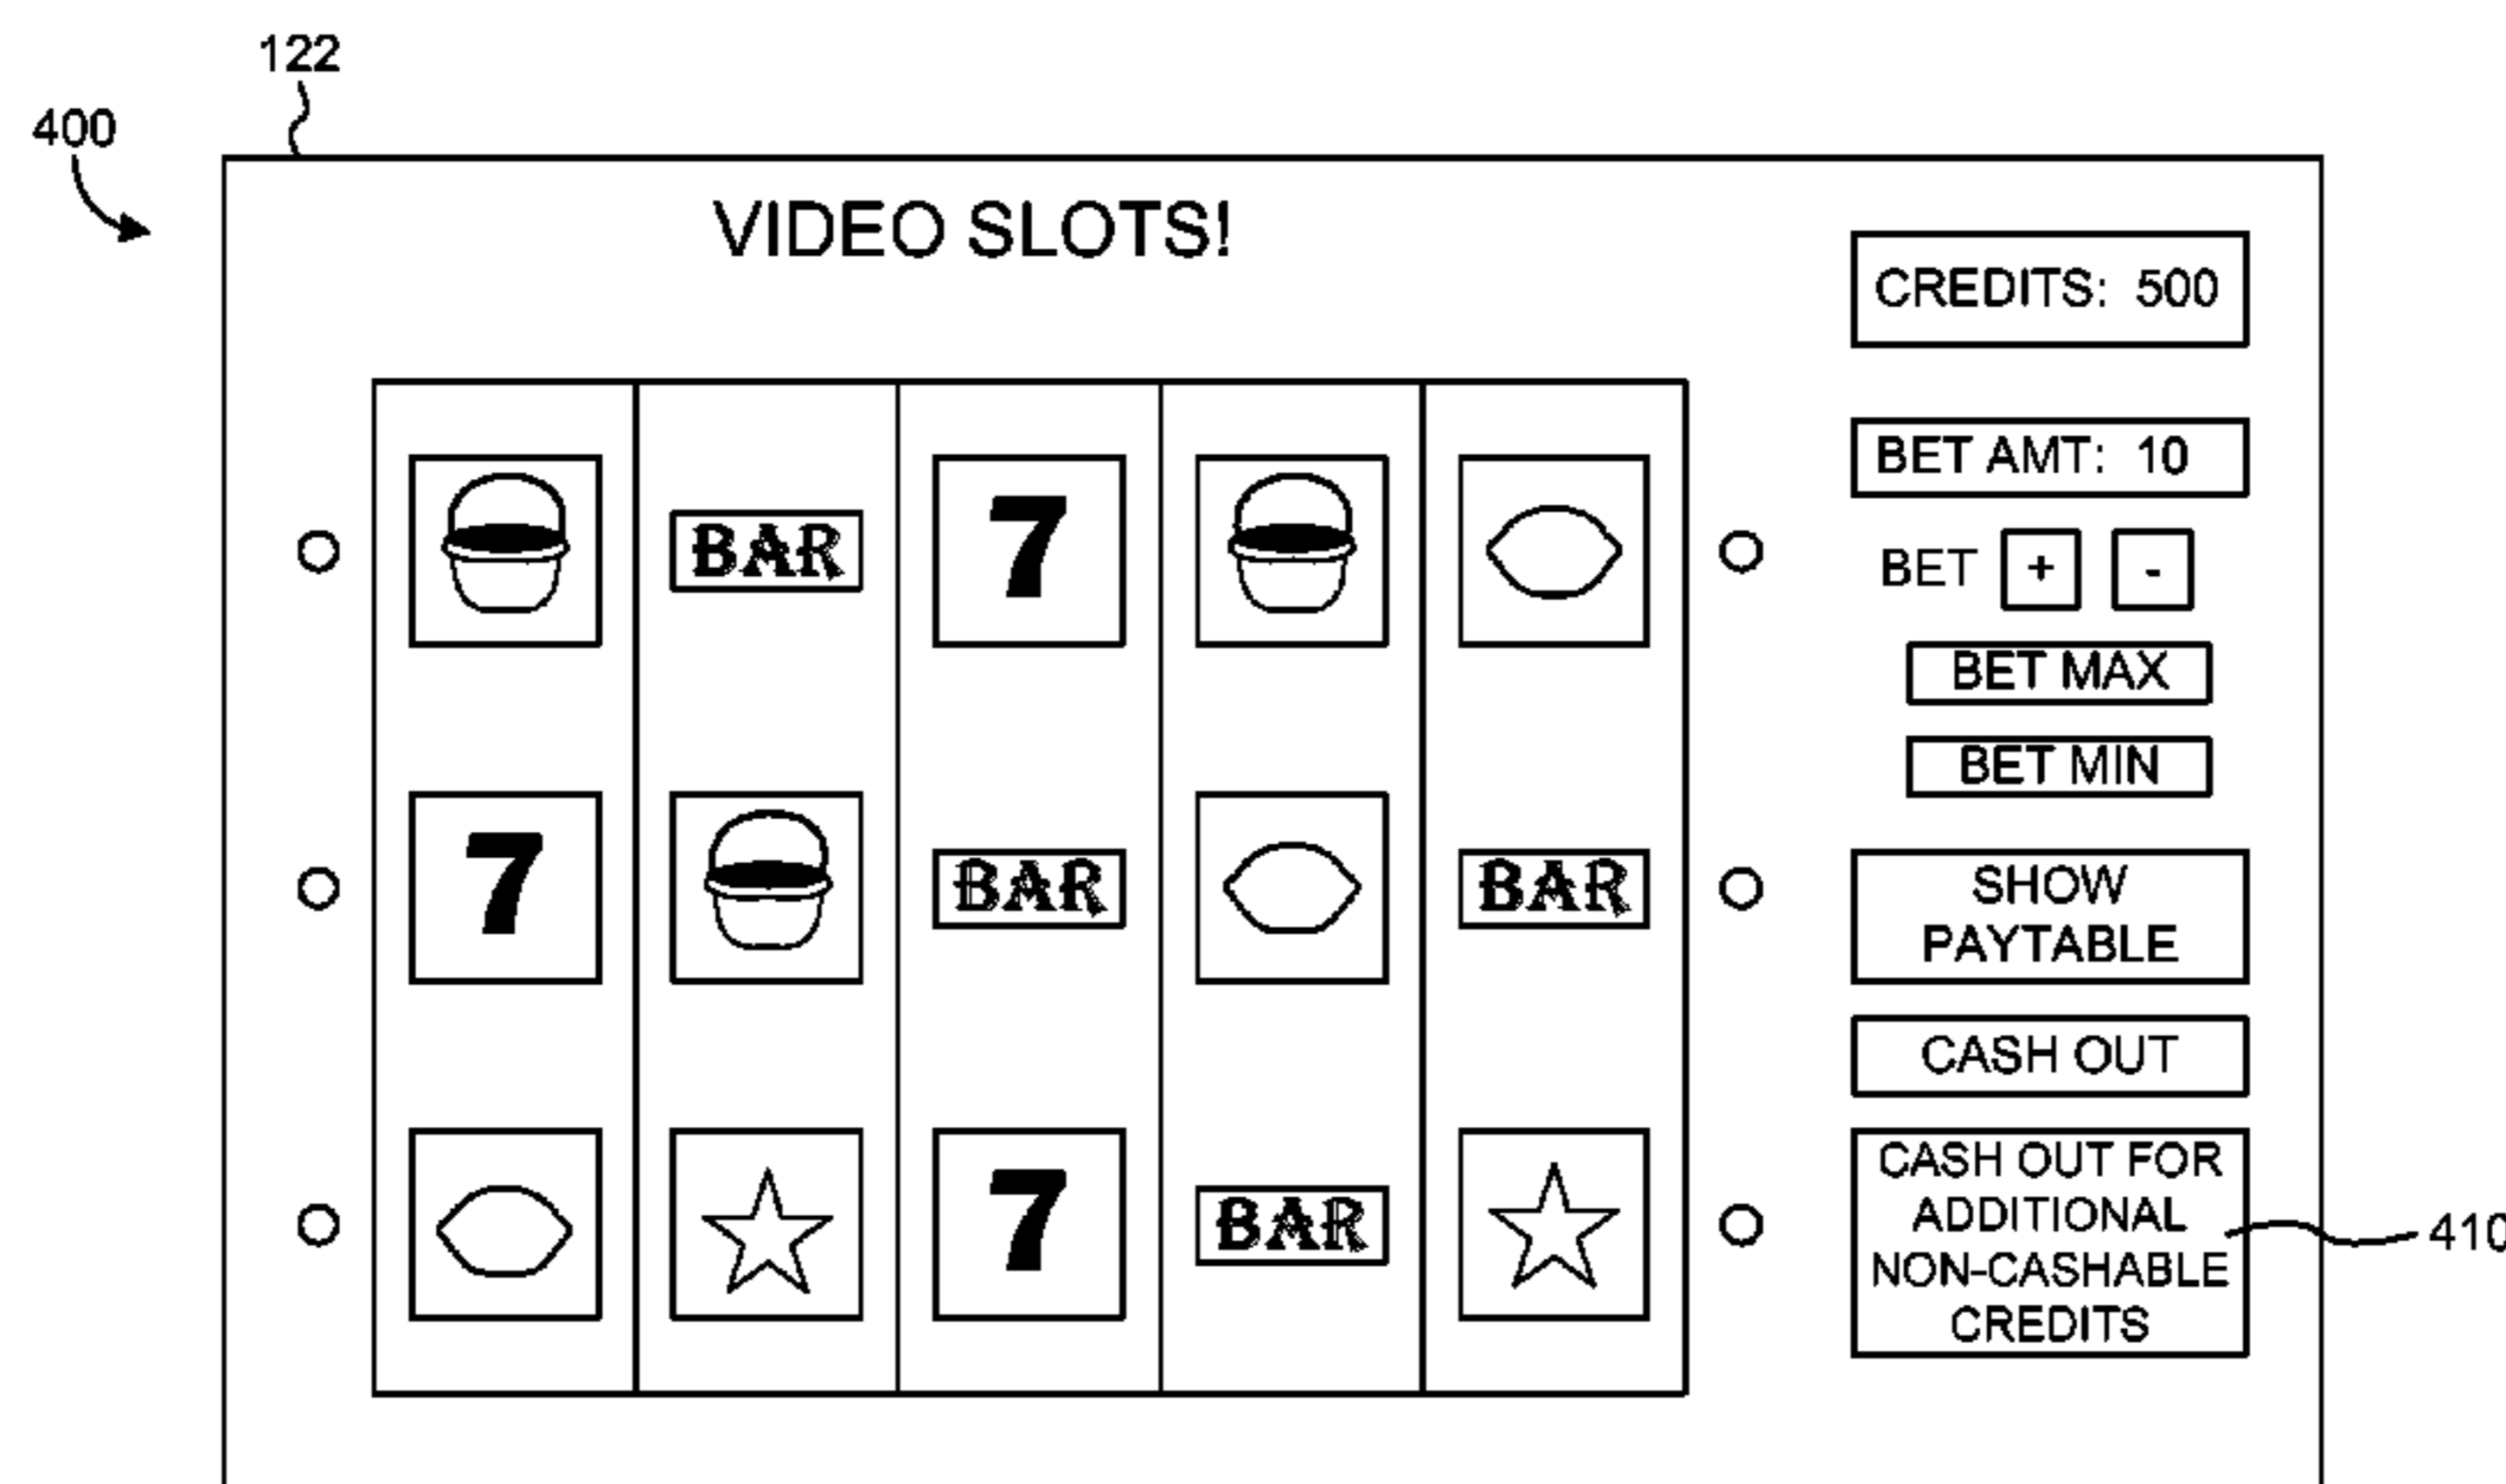 122
400
VIDEO SLOTS!
CREDITS: 500
BET AMT: 10
BAR
7
BET + -
BET MAX
BET MIN
7
BAR
BAR
SHOW
PAYTABLE
CASH OUT
7
BAR
CASH OUT FOR
ADDITIONAL
NON-CASHABLE
CREDITS
410